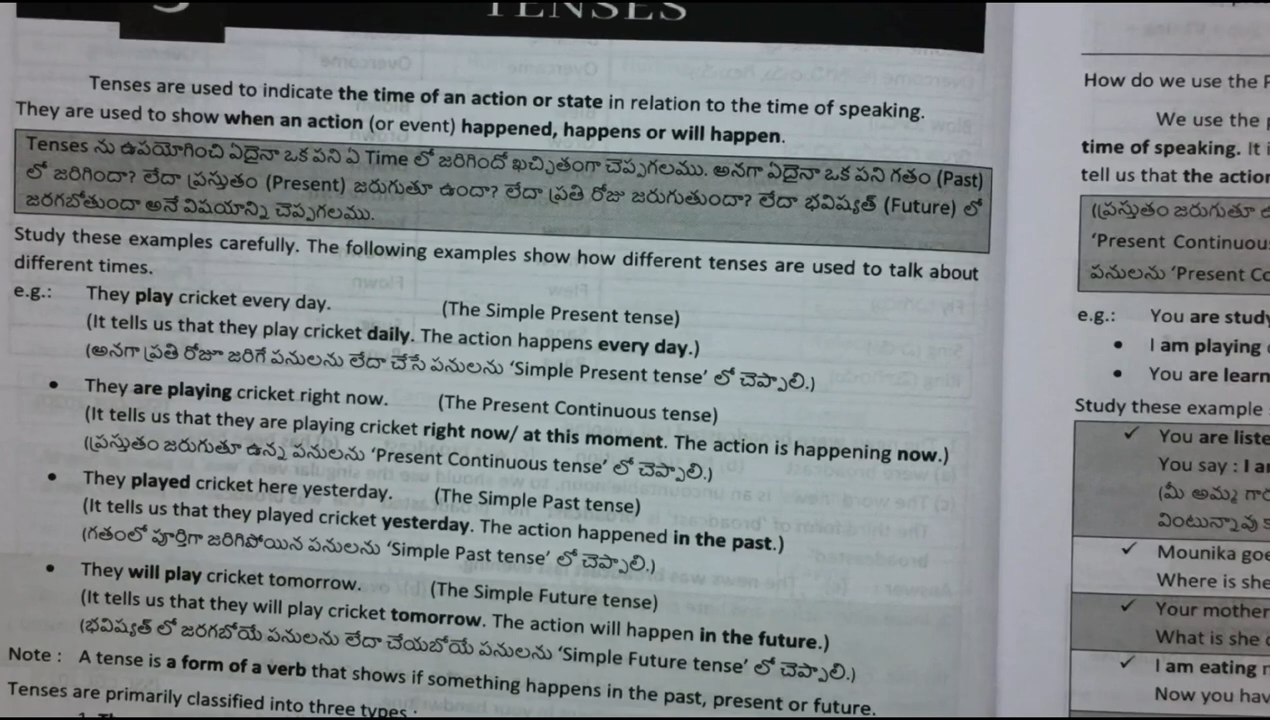 TENSES
Tenses are used to indicate the time of an action or state in relation to the time of speaking.
They are used to show when an action (or event) happened, happens or will happen.
Tenses ను ఉపయోగించి ఏదైనా ఒక పని ఏ Time లో జరిగిందో ఖచ్చితంగా చెప్పగలము. అనగా ఏదైనా ఒక పని గతం (Past)
లో జరిగిందా? లేదా ప్రస్తుతం (Present) జరుగుతూ ఉందా? లేదా ప్రతి రోజు జరుగుతుందా? లేదా భవిష్యత్ (Future) లో
జరగబోతుందా అనే విషయాన్ని చెప్పగలము.
Study these examples carefully. The following examples show how different tenses are used to talk about
different times.
e.g.: They play cricket every day. (The Simple Present tense)
(It tells us that they play cricket daily. The action happens every day.)
(అనగా ప్రతి రోజూ జరిగే పనులను లేదా చేసే పనులను ‘Simple Present tense’ లో చెప్పాలి.)
• They are playing cricket right now. (The Present Continuous tense)
(It tells us that they are playing cricket right now/ at this moment. The action is happening now.)
(ప్రస్తుతం జరుగుతూ ఉన్న పనులను ‘Present Continuous tense’ లో చెప్పాలి.)
• They played cricket here yesterday. (The Simple Past tense)
(It tells us that they played cricket yesterday. The action happened in the past.)
(గతంలో పూర్తిగా జరిగిపోయిన పనులను ‘Simple Past tense’ లో చెప్పాలి.)
• They will play cricket tomorrow. (The Simple Future tense)
(It tells us that they will play cricket tomorrow. The action will happen in the future.)
(భవిష్యత్ లో జరగబోయే పనులను లేదా చేయబోయే పనులను ‘Simple Future tense’ లో చెప్పాలి.)
Note : A tense is a form of a verb that shows if something happens in the past, present or future.
Tenses are primarily classified into three types :
How do we use the
We use the
time of speaking. It
tell us that the action
(ప్రస్తుతం జరుగుతూ
‘Present Continuou
పనులను ‘Present Co
e.g.: You are study
• I am playing
• You are learn
Study these example
✓ You are liste
You say : I am
(మీ అమ్మ గా
వింటున్నావు
✓ Mounika goe
Where is she
✓ Your mother
What is she
✓ I am eating
Now you hav